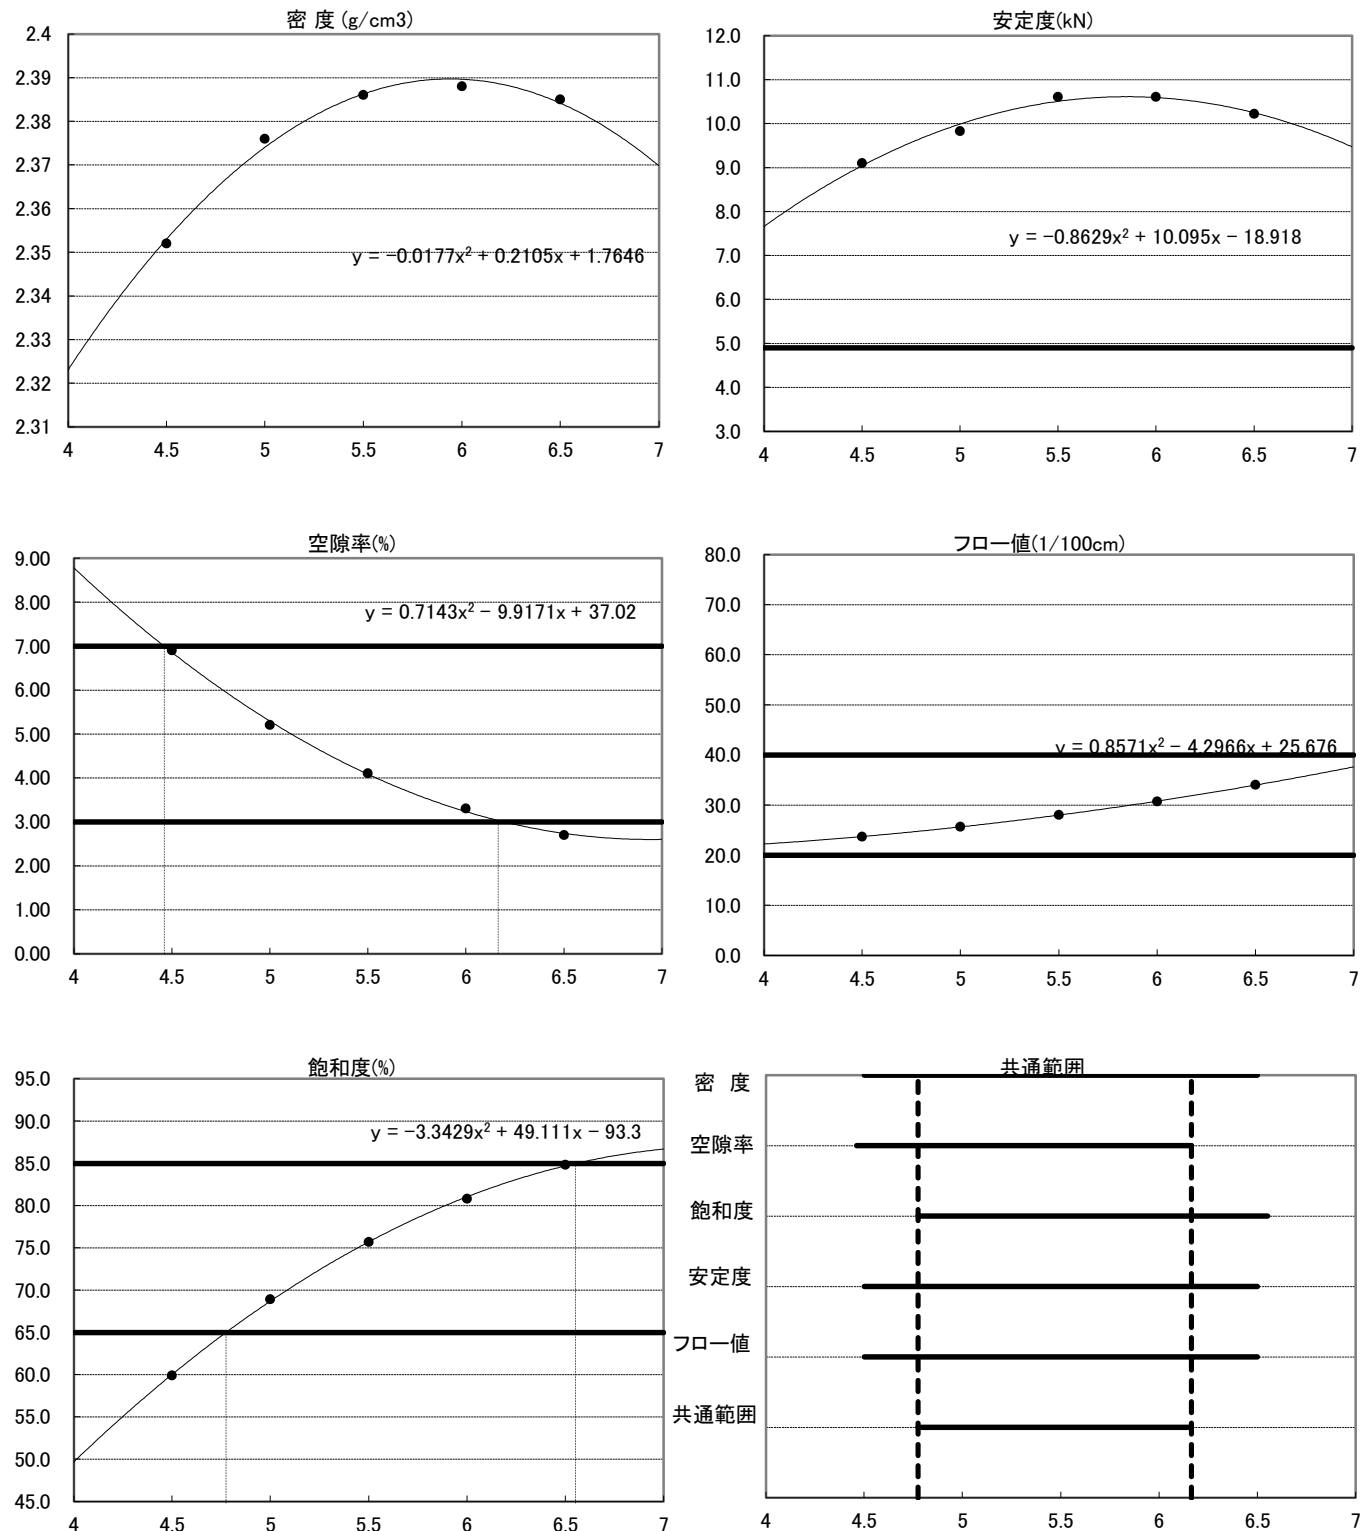 密 度 (g/cm3)
2.4
2.39
2.38
2.37
2.36
2.35
2.34
2.33
2.32
2.31
y = −0.0177x² + 0.2105x + 1.7646
4 4.5 5 5.5 6 6.5 7
安定度(kN)
12.0
11.0
10.0
9.0
8.0
7.0
6.0
5.0
4.0
3.0
y = −0.8629x² + 10.095x − 18.918
4 4.5 5 5.5 6 6.5 7
空隙率(%)
9.00
8.00
7.00
6.00
5.00
4.00
3.00
2.00
1.00
0.00
y = 0.7143x² − 9.9171x + 37.02
4 4.5 5 5.5 6 6.5 7
フロー値(1/100cm)
80.0
70.0
60.0
50.0
40.0
30.0
20.0
10.0
0.0
y = 0.8571x² − 4.2966x + 25.676
4 4.5 5 5.5 6 6.5 7
飽和度(%)
95.0
90.0
85.0
80.0
75.0
70.0
65.0
60.0
55.0
50.0
45.0
y = −3.3429x² + 49.111x − 93.3
4 4.5 5 5.5 6 6.5 7
共通範囲
密 度
空隙率
飽和度
安定度
フロー値
共通範囲
4 4.5 5 5.5 6 6.5 7